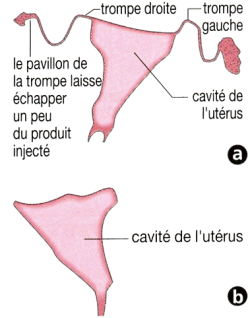 trompe droite
trompe
gauche
le pavillon de
la trompe laisse
échapper
un peu
du produit
injecté
cavité de
l'utérus
a
cavité de l'utérus
b